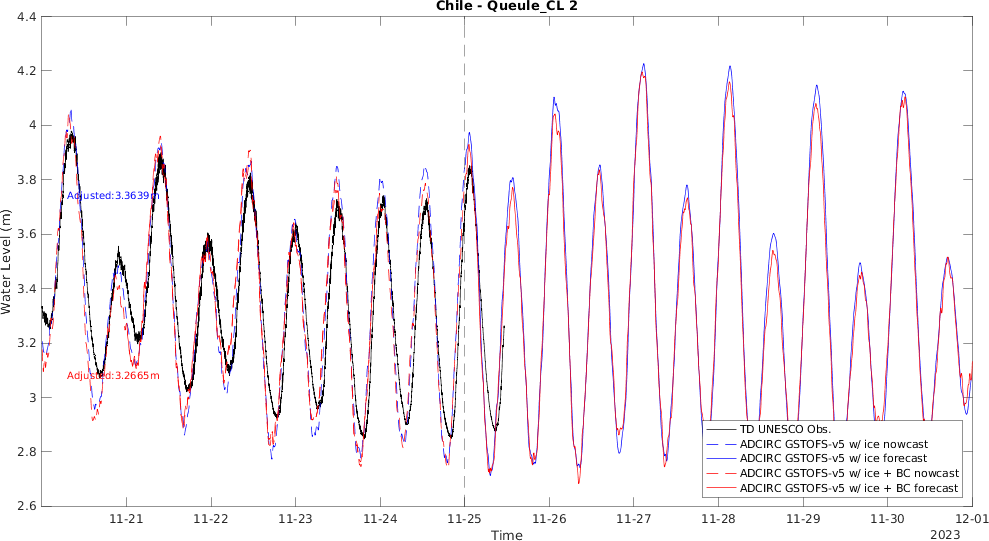 Chile - Queule_CL 2
4.4
4.2
4
3.8
3.6
3.4
3.2
3
2.8
2.6
Water Level (m)
Adjusted:3.3639m
Adjusted:3.2665m
TD UNESCO Obs.
ADCIRC GSTOFS-v5 w/ ice nowcast
ADCIRC GSTOFS-v5 w/ ice forecast
ADCIRC GSTOFS-v5 w/ ice + BC nowcast
ADCIRC GSTOFS-v5 w/ ice + BC forecast
11-21 11-22 11-23 11-24 11-25 11-26 11-27 11-28 11-29 11-30 12-01
Time
2023